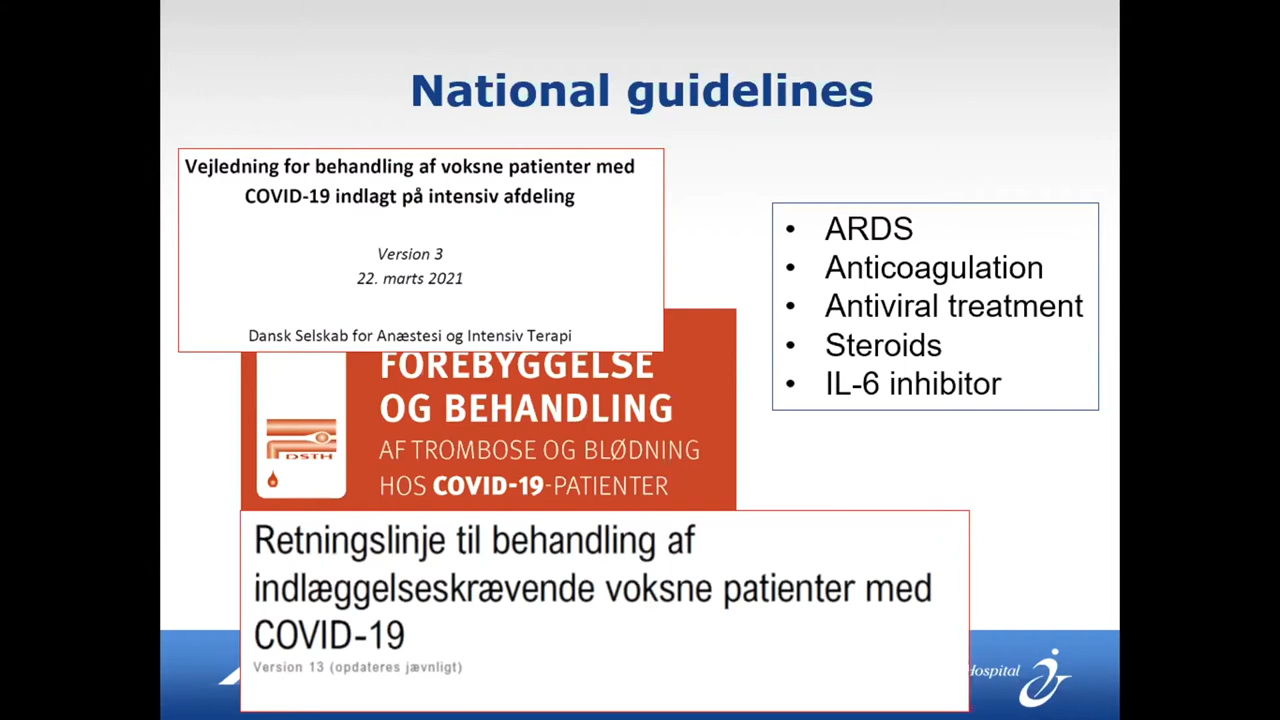 National guidelines
Vejledning for behandling af voksne patienter med
COVID-19 indlagt på intensiv afdeling
Version 3
22. marts 2021
Dansk Selskab for Anæstesi og Intensiv Terapi
FOREBYGGELSE
OG BEHANDLING
AF TROMBOSE OG BLØDNING
HOS COVID-19-PATIENTER
DSTH
Retningslinje til behandling af
indlæggelseskrævende voksne patienter med
COVID-19
Version 13 (opdateres jævnligt)
• ARDS
• Anticoagulation
• Antiviral treatment
• Steroids
• IL-6 inhibitor
Hospital